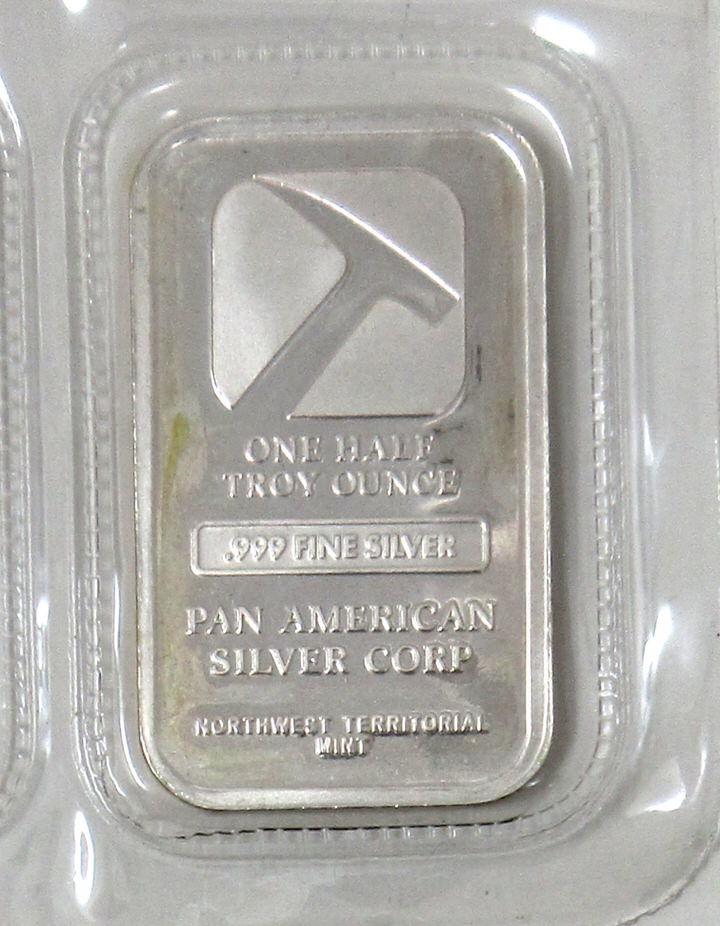 ONE HALF
TROY OUNCE
.999 FINE SILVER
PAN AMERICAN
SILVER CORP
NORTHWEST TERRITORIAL
MINT